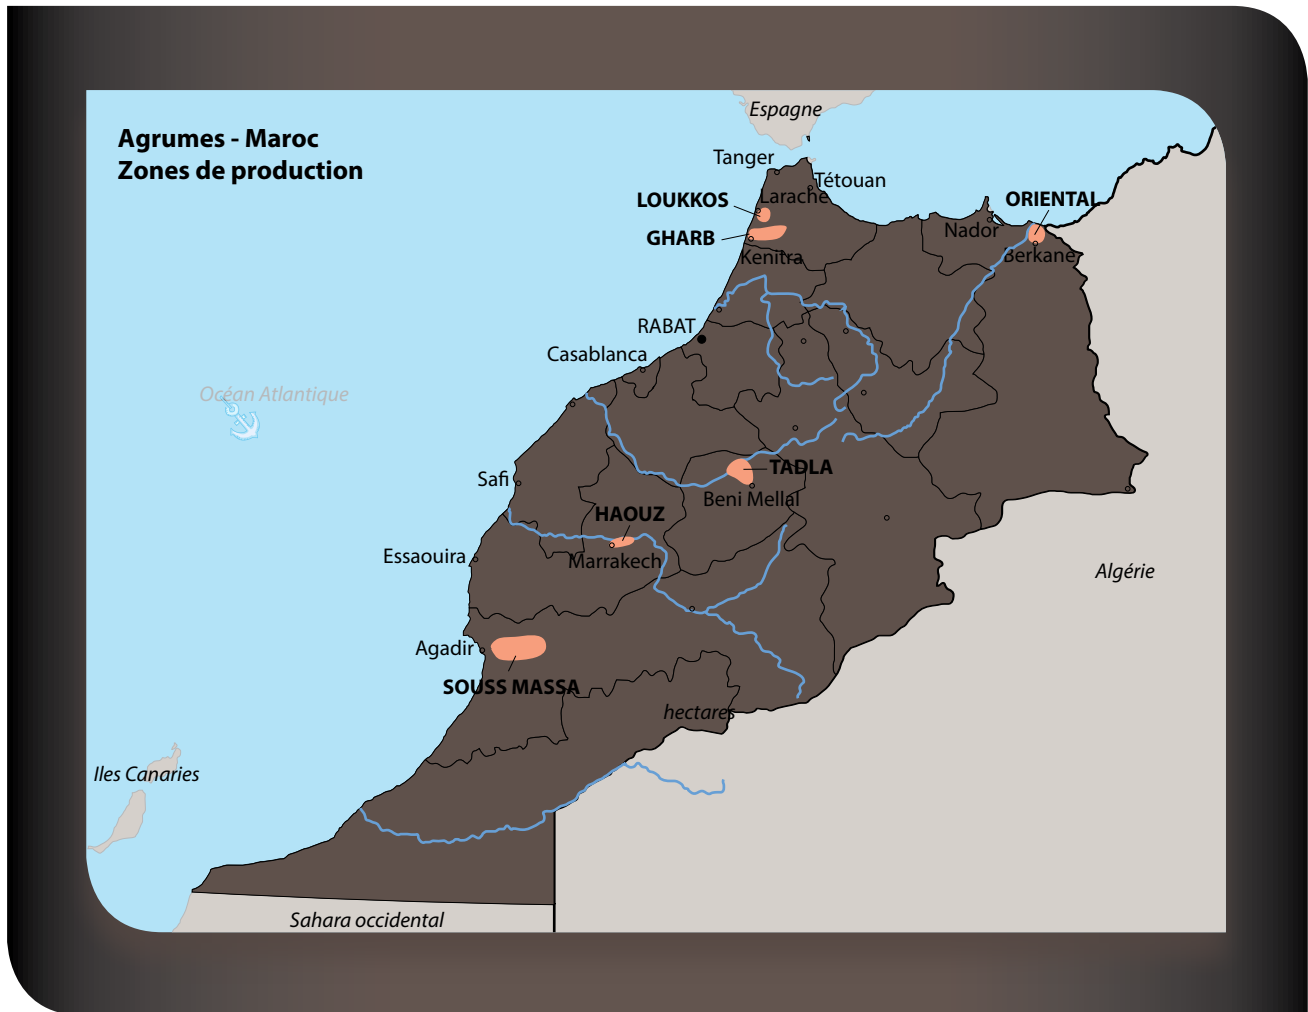 Espagne
Agrumes - Maroc
Zones de production
Tanger
Tétouan
LOUKKOS
Larache
ORIENTAL
GHARB
Nador
Kenitra
Berkane
RABAT
Casablanca
Océan Atlantique
TADLA
Safi
Beni Mellal
HAOUZ
Essaouira
Marrakech
Algérie
Agadir
SOUSS MASSA
hectares
Iles Canaries
Sahara occidental